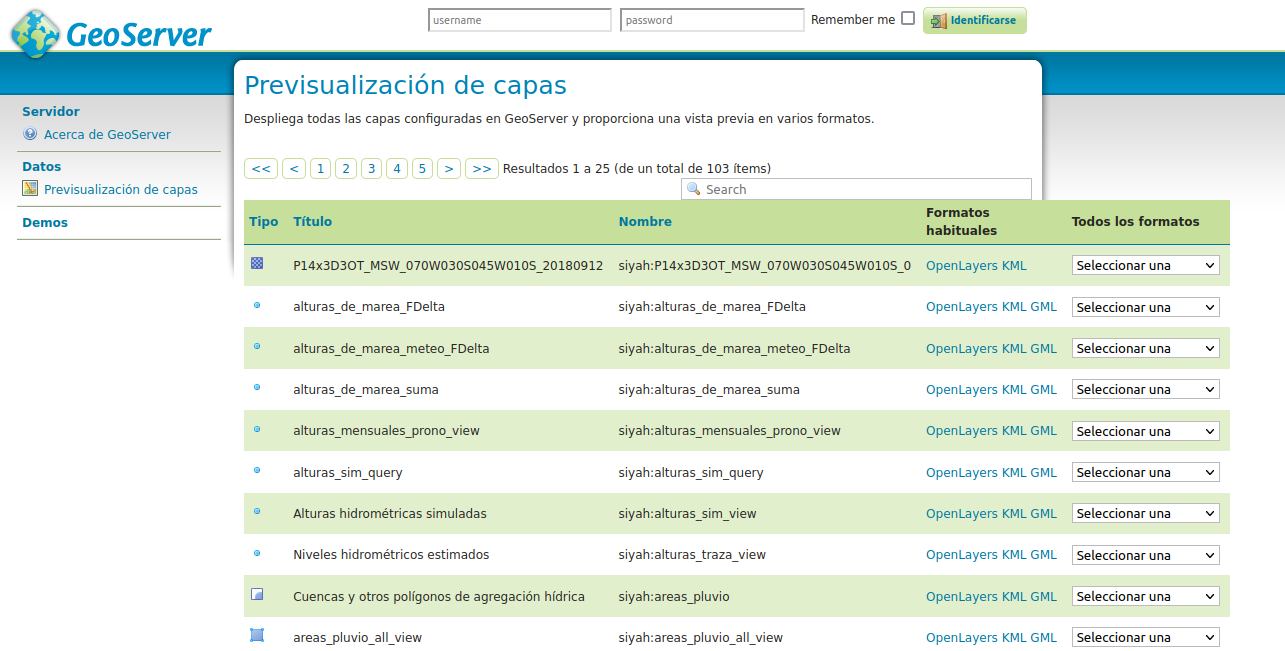 GeoServer
username password Remember me Identificarse
Servidor
Acerca de GeoServer
Datos
Previsualización de capas
Demos
Previsualización de capas
Despliega todas las capas configuradas en GeoServer y proporciona una vista previa en varios formatos.
<< < 1 2 3 4 5 > >> Resultados 1 a 25 (de un total de 103 ítems)
Search
Tipo Título Nombre Formatos habituales Todos los formatos
P14x3D3OT_MSW_070W030S045W010S_20180912 siyah:P14x3D3OT_MSW_070W030S045W010S_0 OpenLayers KML Seleccionar una
alturas_de_marea_FDelta siyah:alturas_de_marea_FDelta OpenLayers KML GML Seleccionar una
alturas_de_marea_meteo_FDelta siyah:alturas_de_marea_meteo_FDelta OpenLayers KML GML Seleccionar una
alturas_de_marea_suma siyah:alturas_de_marea_suma OpenLayers KML GML Seleccionar una
alturas_mensuales_prono_view siyah:alturas_mensuales_prono_view OpenLayers KML GML Seleccionar una
alturas_sim_query siyah:alturas_sim_query OpenLayers KML GML Seleccionar una
Alturas hidrométricas simuladas siyah:alturas_sim_view OpenLayers KML GML Seleccionar una
Niveles hidrométricos estimados siyah:alturas_traza_view OpenLayers KML GML Seleccionar una
Cuencas y otros polígonos de agregación hídrica siyah:areas_pluvio OpenLayers KML GML Seleccionar una
areas_pluvio_all_view siyah:areas_pluvio_all_view OpenLayers KML GML Seleccionar una